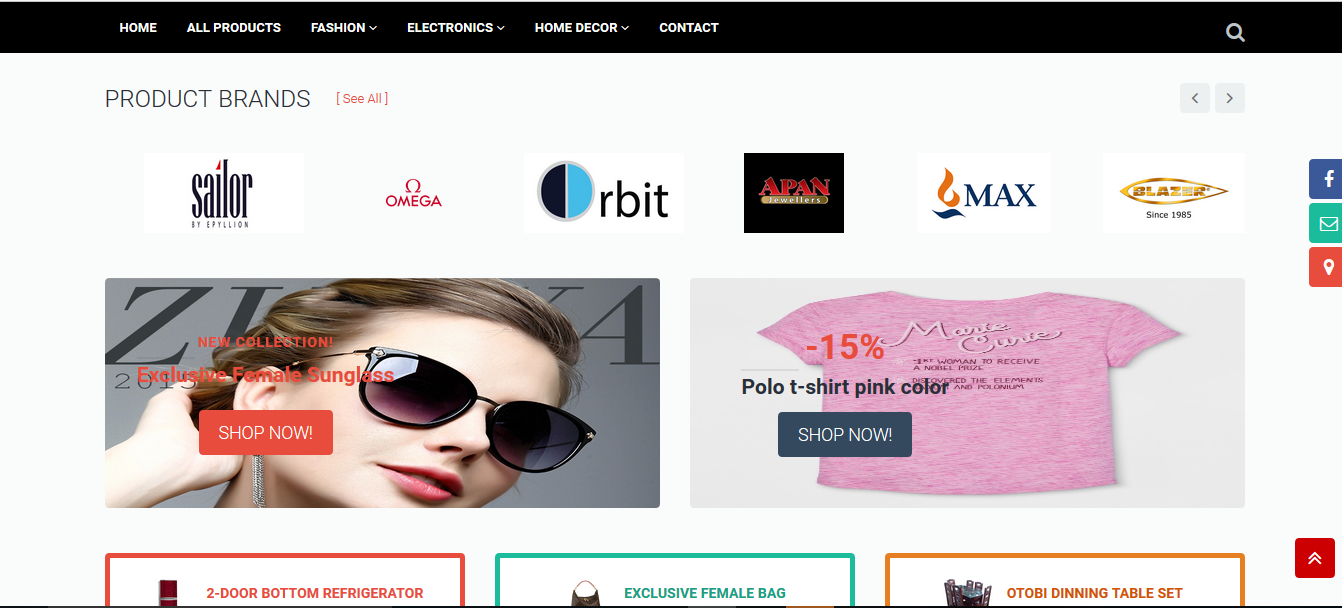 HOME ALL PRODUCTS FASHION ELECTRONICS HOME DECOR CONTACT
PRODUCT BRANDS [ See All ]
sailor
BY EPYLLION
Ω
OMEGA
Orbit
APAN
Jewellers
MAX
BLAZER
Since 1985
NEW COLLECTION!
2015
Exclusive Female Sunglass
SHOP NOW!
Marie
Curie
-1ST WOMAN TO RECEIVE
A NOBEL PRIZE
DISCOVERED THE ELEMENTS
AND POLONIUM
-15%
Polo t-shirt pink color
SHOP NOW!
2-DOOR BOTTOM REFRIGERATOR
EXCLUSIVE FEMALE BAG
OTOBI DINNING TABLE SET